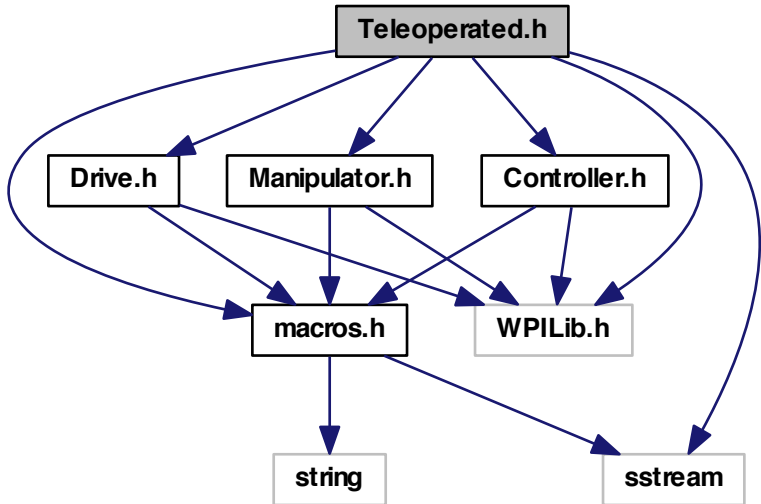 Teleoperated.h
Drive.h
Manipulator.h
Controller.h
macros.h
WPILib.h
string
sstream